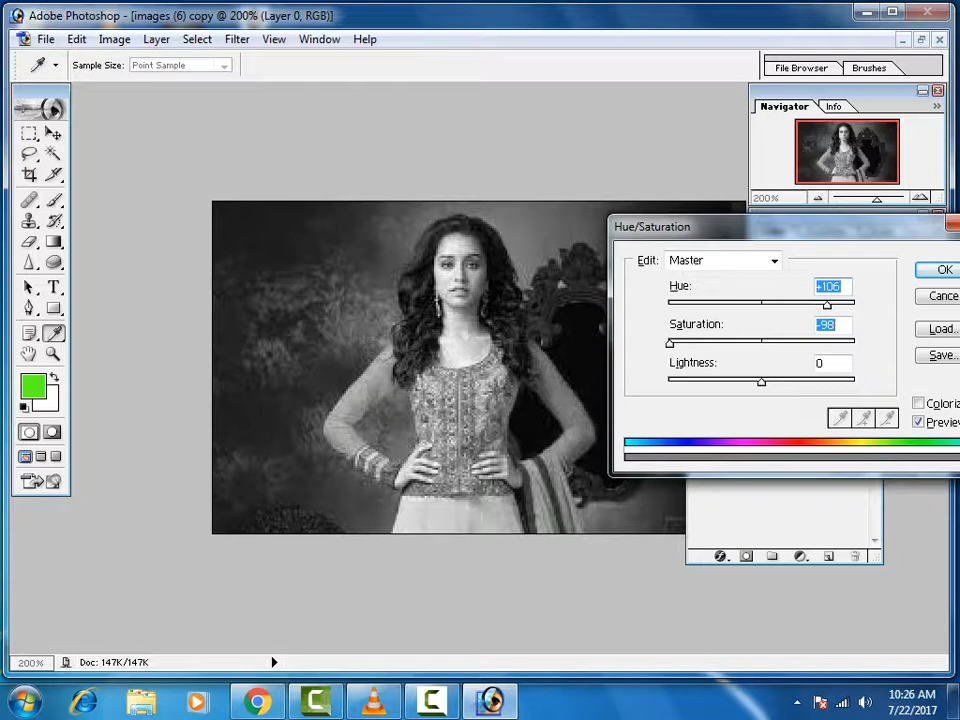 Adobe Photoshop - [images (6) copy @ 200% (Layer 0, RGB)]
File Edit Image Layer Select Filter View Window Help
Sample Size: Point Sample
File Browser Brushes
Navigator Info
200%
Hue/Saturation
Edit: Master
OK
Hue: +106
Cance
Saturation: -98
Load..
Save..
Lightness: 0
Coloriz
Preview
T
200% Doc: 147K/147K
10:26 AM
7/22/2017